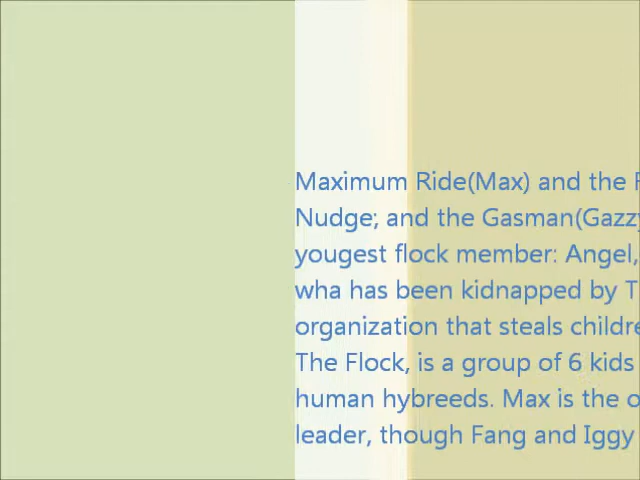 Maximum Ride(Max) and the
Nudge; and the Gasman(Gazzy
yougest flock member: Angel,
wha has been kidnapped by T
organization that steals childre
The Flock, is a group of 6 kids
human hybreeds. Max is the o
leader, though Fang and Iggy